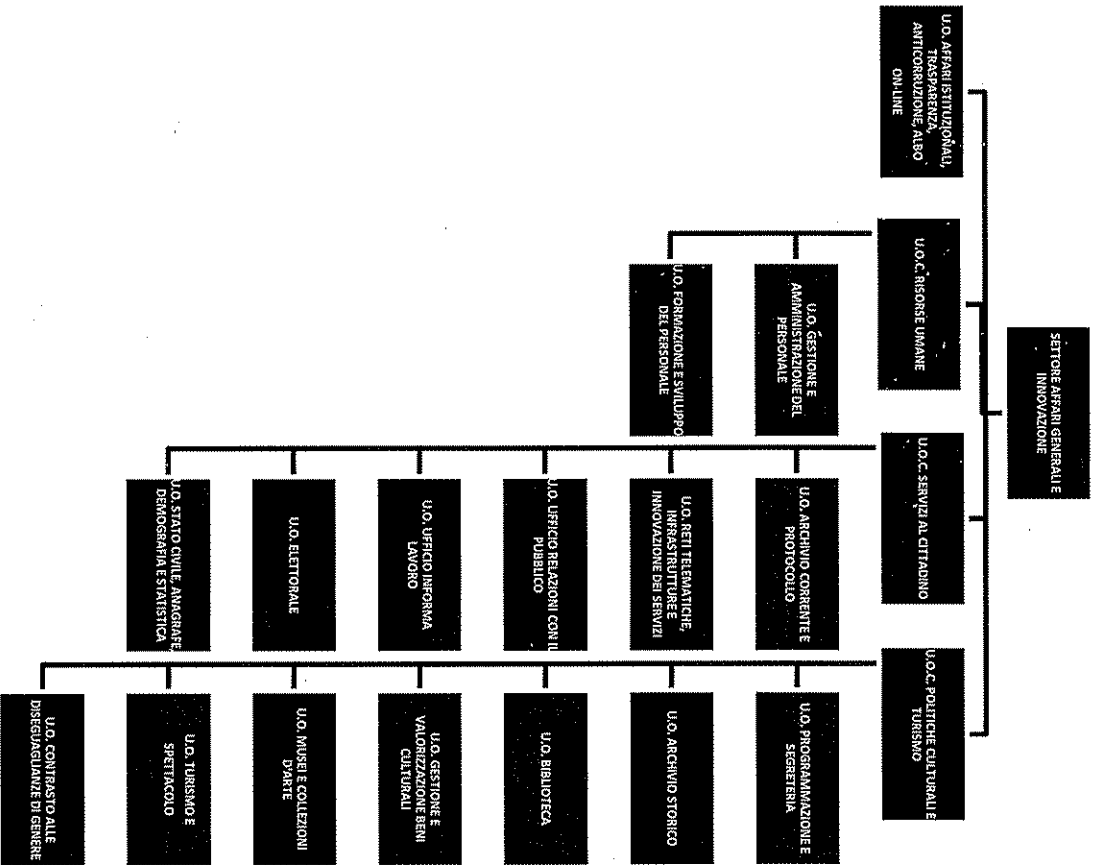 SETTORE AFFARI GENERALI E
INNOVAZIONE
U.O. AFFARI ISTITUZIONALI,
TRASPARENZA,
ANTICORRUZIONE, ALBO
ON-LINE
U.O.C. RISORSE UMANE
U.O. GESTIONE E
AMMINISTRAZIONE DEL
PERSONALE
U.O. FORMAZIONE E SVILUPPO
DEL PERSONALE
U.O.C. SERVIZI AL CITTADINO
U.O. ARCHIVIO CORRENTE E
PROTOCOLLO
U.O. RETI TELEMATICHE,
INFRASTRUTTURE E
INNOVAZIONE DEI SERVIZI
U.O. UFFICIO RELAZIONI CON IL
PUBBLICO
U.O. UFFICIO INFORMA
LAVORO
U.O. ELETTORALE
U.O. STATO CIVILE, ANAGRAFE,
DEMOGRAFIA E STATISTICA
U.O.C. POLITICHE CULTURALI E
TURISMO
U.O. PROGRAMMAZIONE E
SEGRETERIA
U.O. ARCHIVIO STORICO
U.O. BIBLIOTECA
U.O. GESTIONE E
VALORIZZAZIONE BENI
CULTURALI
U.O. MUSEI E COLLEZIONI
D'ARTE
U.O. TURISMO E
SPETTACOLO
U.O. CONTRASTO ALLE
DISEGUAGLIANZE DI GENERE